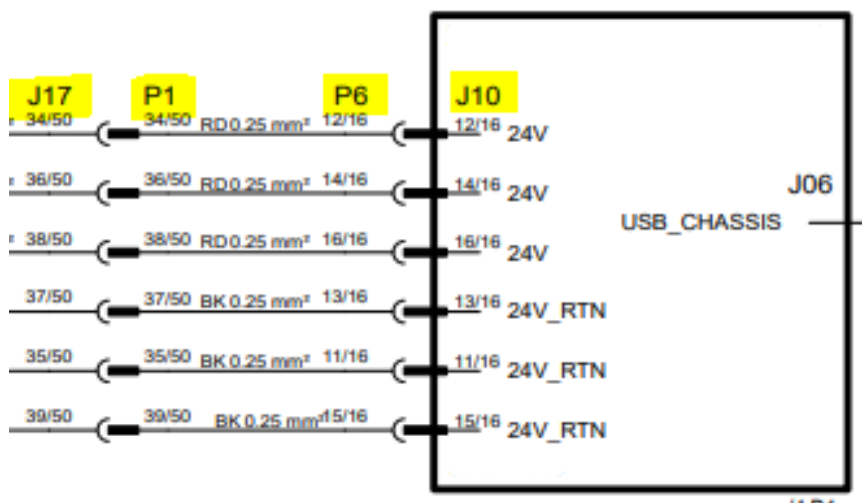 J17 P1 P6 J10
34/50 34/50 RD 0.25 mm² 12/16 12/16 24V
36/50 36/50 RD 0.25 mm² 14/16 14/16 24V
J06
USB_CHASSIS
38/50 38/50 RD 0.25 mm² 16/16 16/16 24V
37/50 37/50 BK 0.25 mm² 13/16 13/16 24V_RTN
35/50 35/50 BK 0.25 mm² 11/16 11/16 24V_RTN
39/50 39/50 BK 0.25 mm² 15/16 15/16 24V_RTN